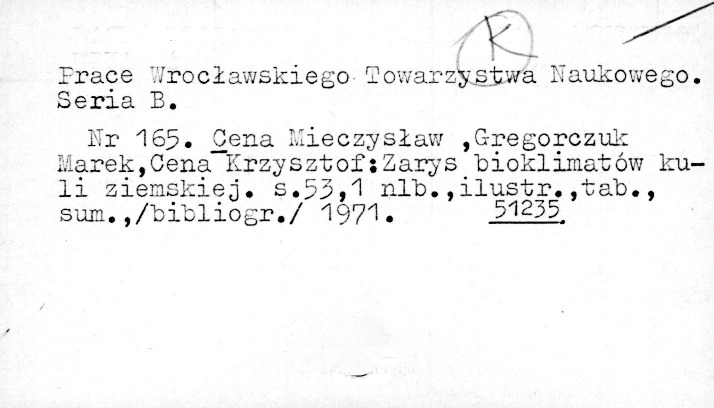 K
Prace Wrocławskiego Towarzystwa Naukowego.
Seria B.
Nr 165. Cena Mieczysław ,Gregorczuk
Marek,Cena Krzysztof:Zarys bioklimatów ku-
li ziemskiej. s.53,1 nlb.,ilustr.,tab.,
sum.,/bibliogr./ 1971. 51235